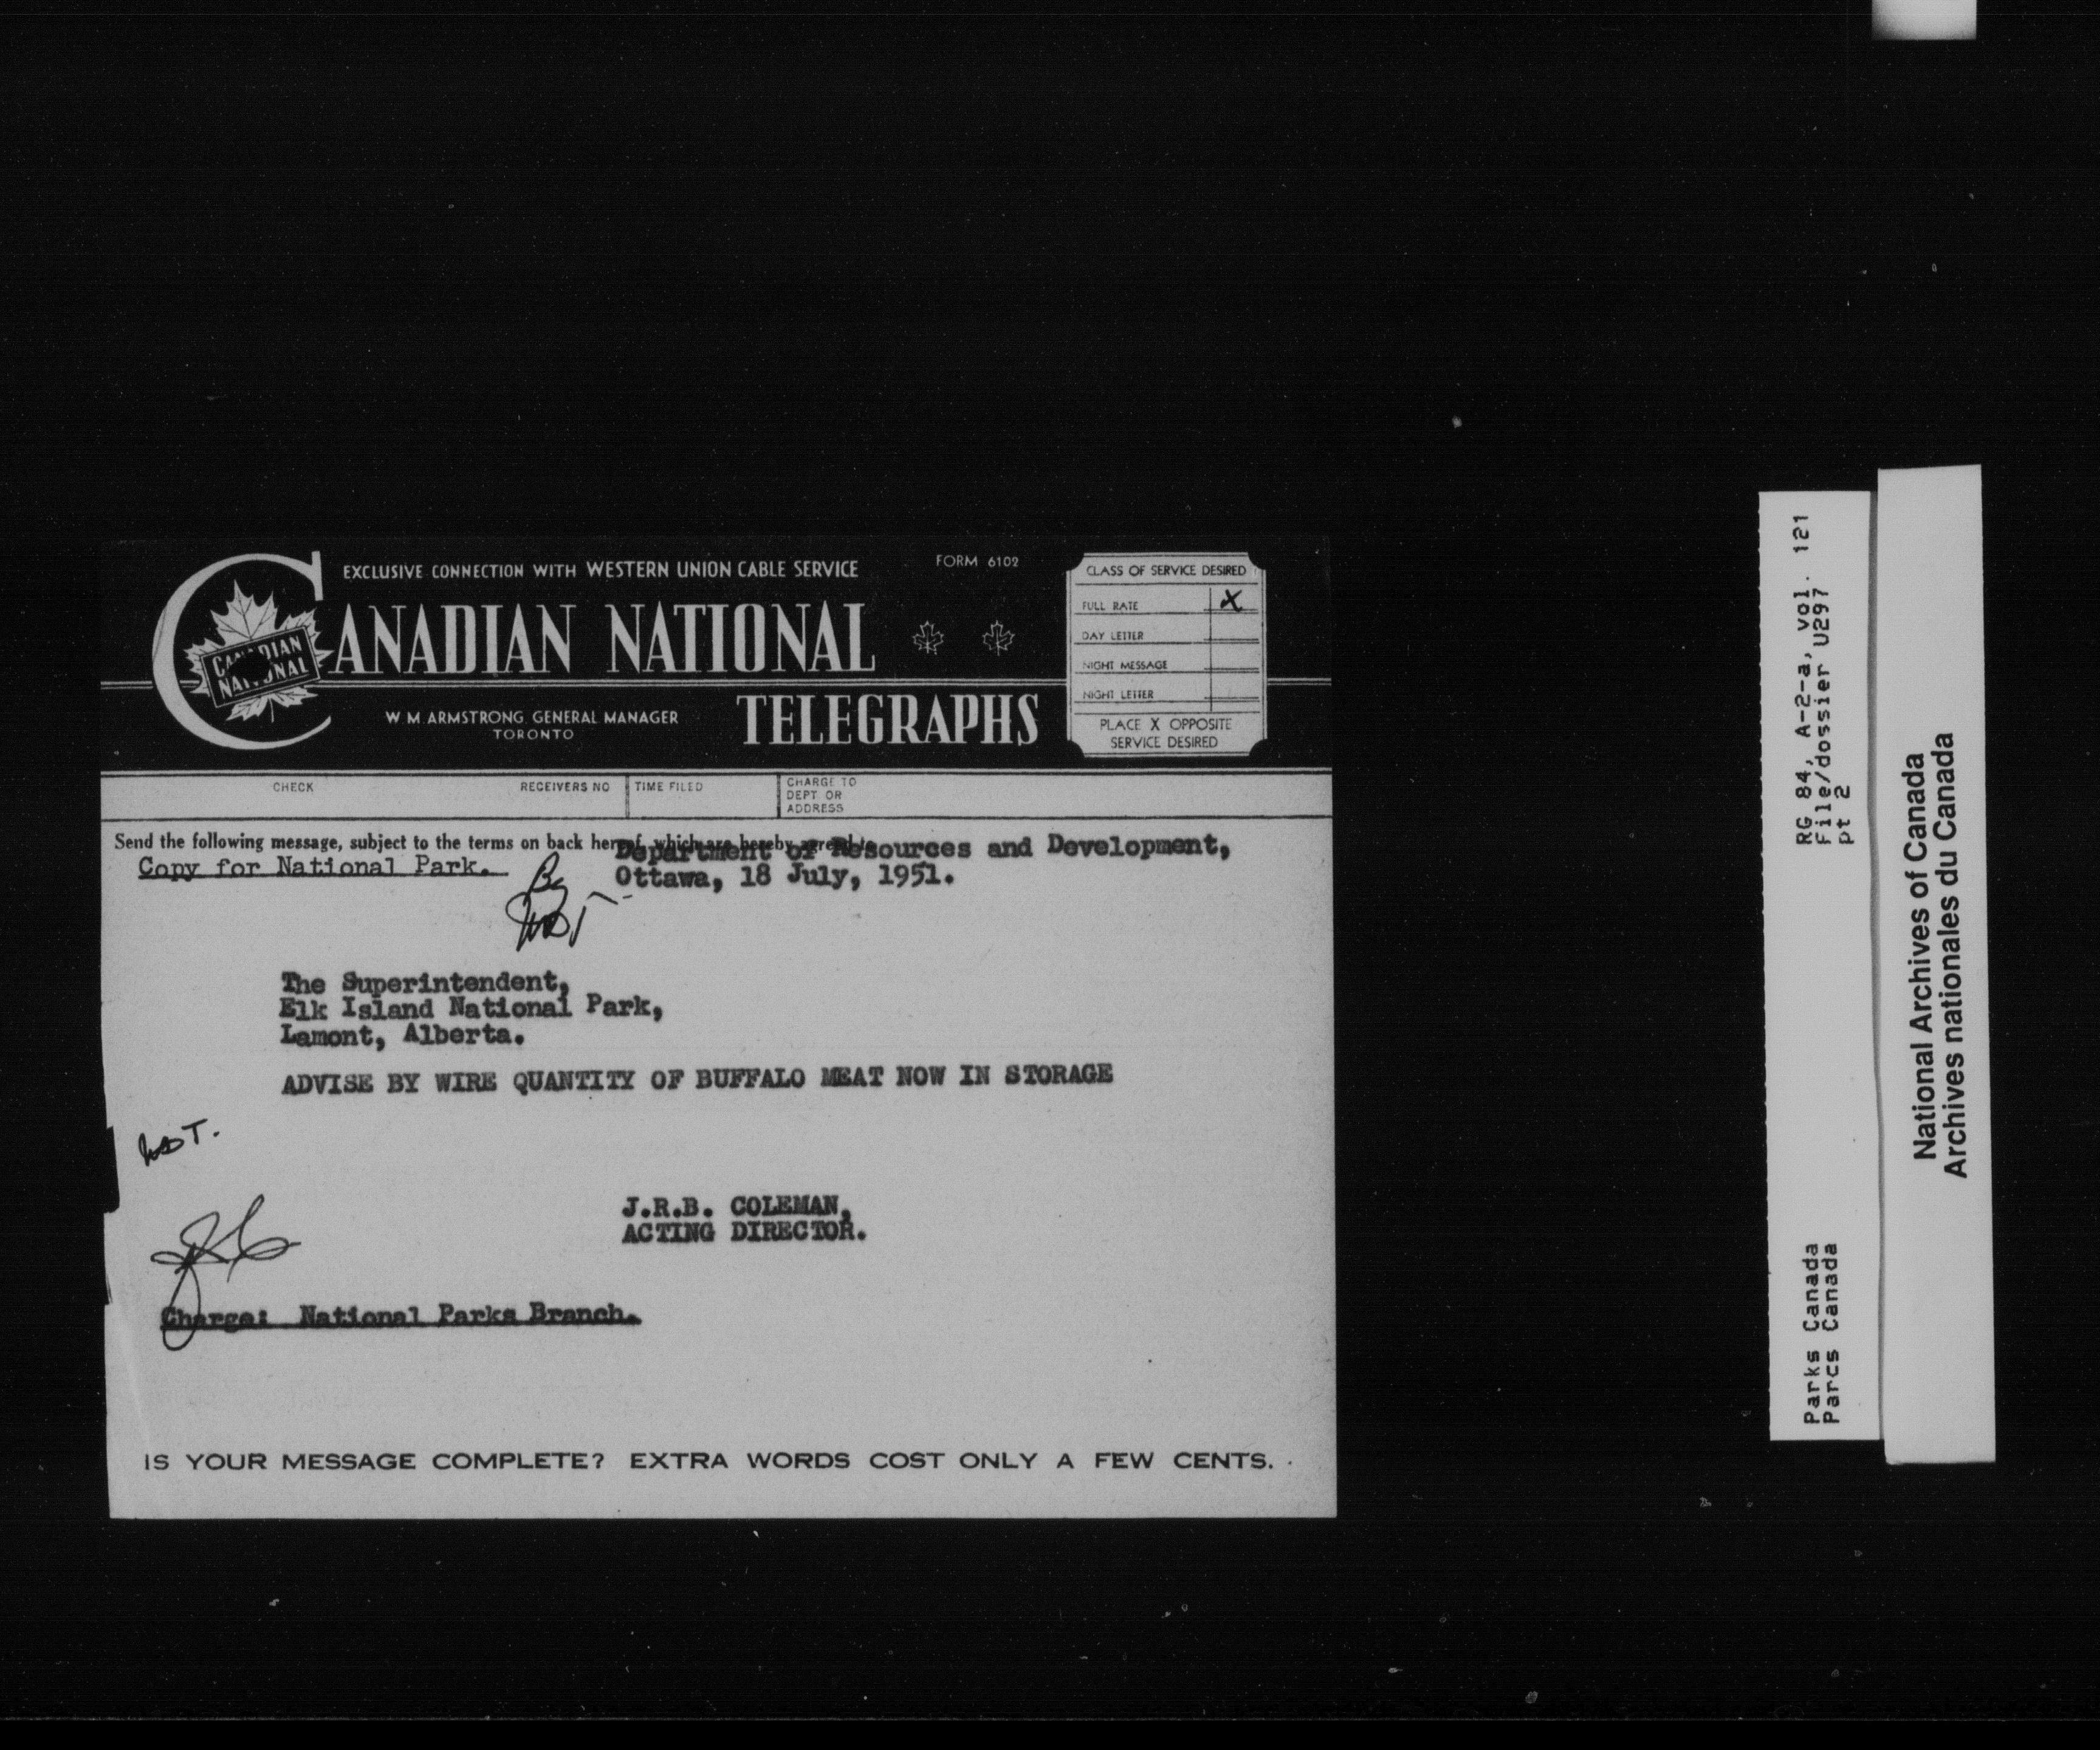 EXCLUSIVE CONNECTION WITH WESTERN UNION CABLE SERVICE
FORM 6102
CANADIAN NATIONAL
CANADIAN NATIONAL
TELEGRAPHS
W. M. ARMSTRONG, GENERAL MANAGER
TORONTO
CLASS OF SERVICE DESIRED
FULL RATE X
DAY LETTER
NIGHT MESSAGE
NIGHT LETTER
PLACE X OPPOSITE
SERVICE DESIRED
CHECK
RECEIVERS NO
TIME FILED
CHARGE TO
DEPT. OR
ADDRESS
Send the following message, subject to the terms on back hereof, which are hereby agreed to
Department of Resources and Development,
Copy for National Park.
Ottawa, 18 July, 1951.
The Superintendent,
Elk Island National Park,
Lamont, Alberta.
ADVISE BY WIRE QUANTITY OF BUFFALO MEAT NOW IN STORAGE
J.R.B. COLEMAN,
ACTING DIRECTOR.
Charge: National Parks Branch.
IS YOUR MESSAGE COMPLETE? EXTRA WORDS COST ONLY A FEW CENTS.
RG 84, A-2-a, vol. 121
File/dossier U297
pt 2
Parks Canada
Parcs Canada
National Archives of Canada
Archives nationales du Canada